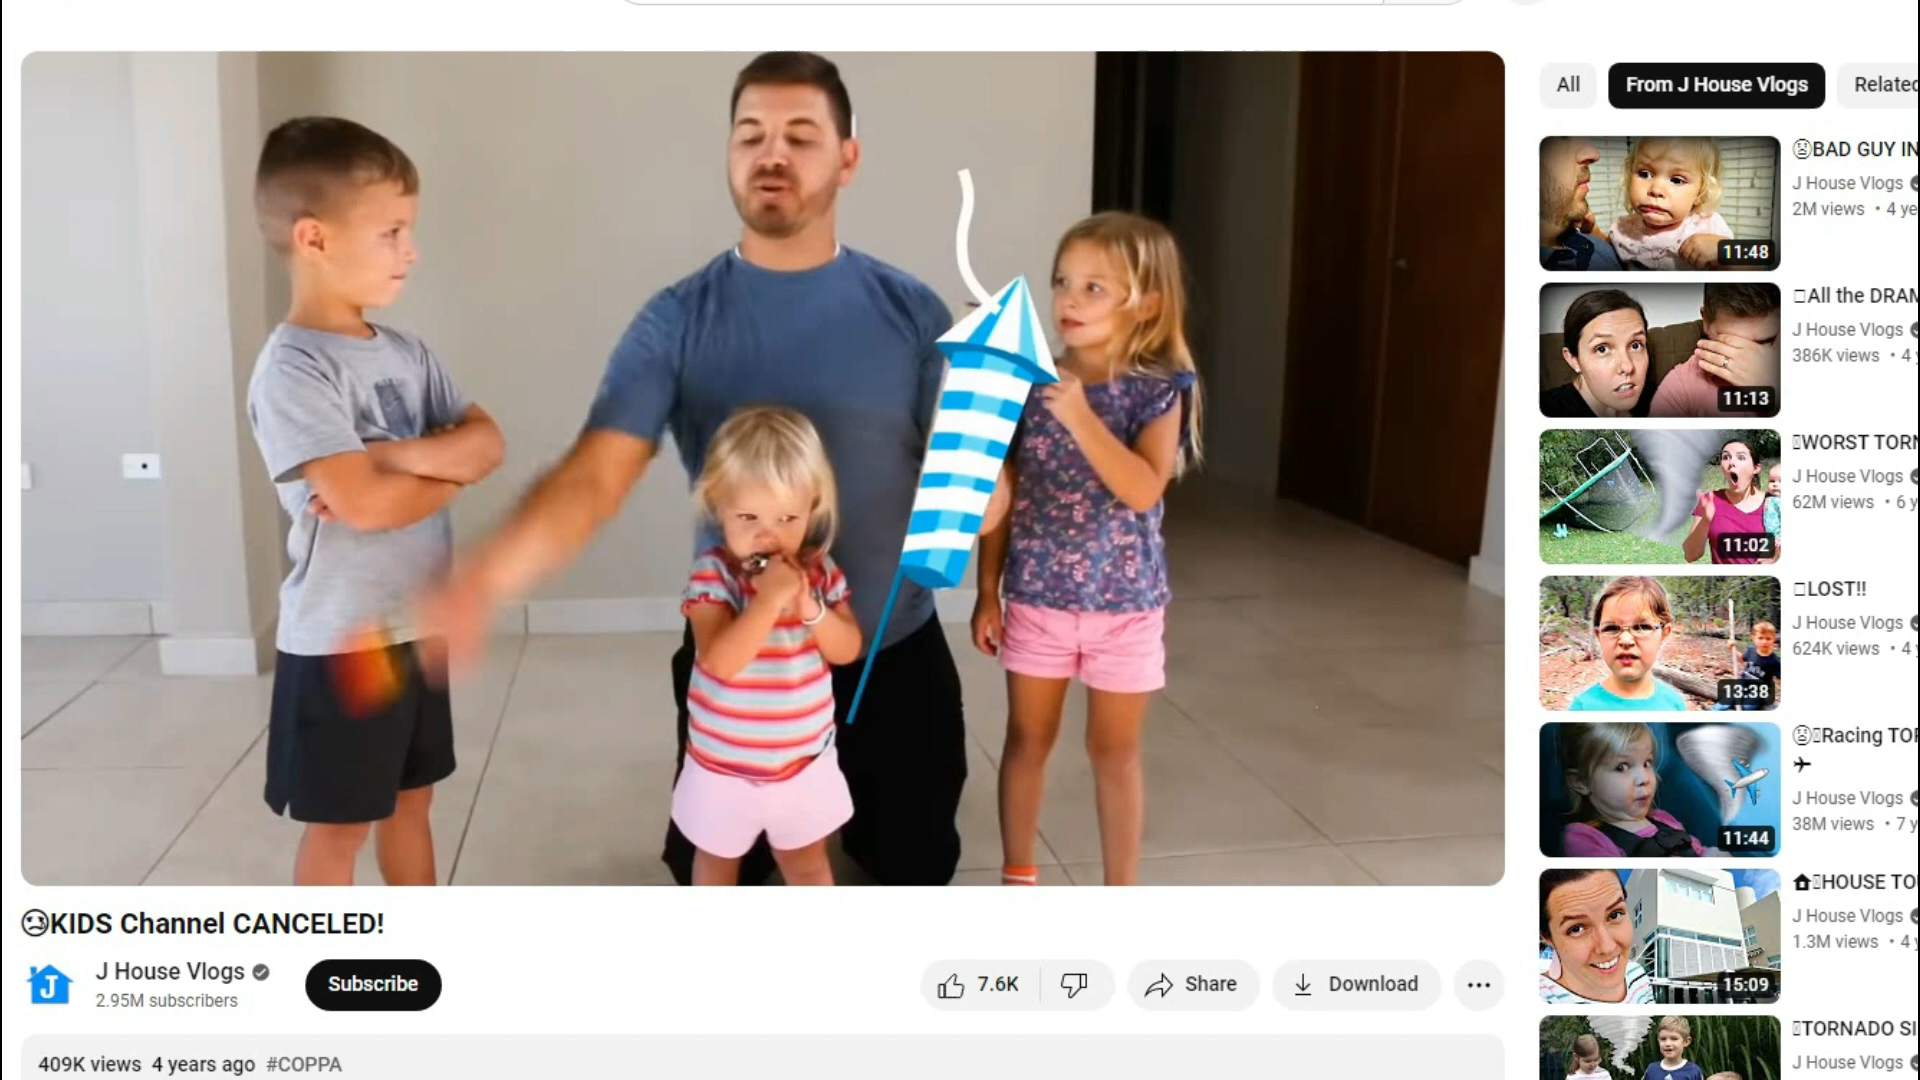 All
From J House Vlogs
Related
11:48
BAD GUY IN
J House Vlogs
2M views • 4 ye
11:13
All the DRAM
J House Vlogs
386K views • 4 y
11:02
WORST TORN
J House Vlogs
62M views • 6 y
13:38
LOST!!
J House Vlogs
624K views • 4 y
11:44
Racing TOR
J House Vlogs
38M views • 7 y
15:09
HOUSE TO
J House Vlogs
1.3M views • 4 y
TORNADO SI
J House Vlogs
KIDS Channel CANCELED!
J
J House Vlogs
2.95M subscribers
Subscribe
7.6K
Share
Download
409K views 4 years ago #COPPA